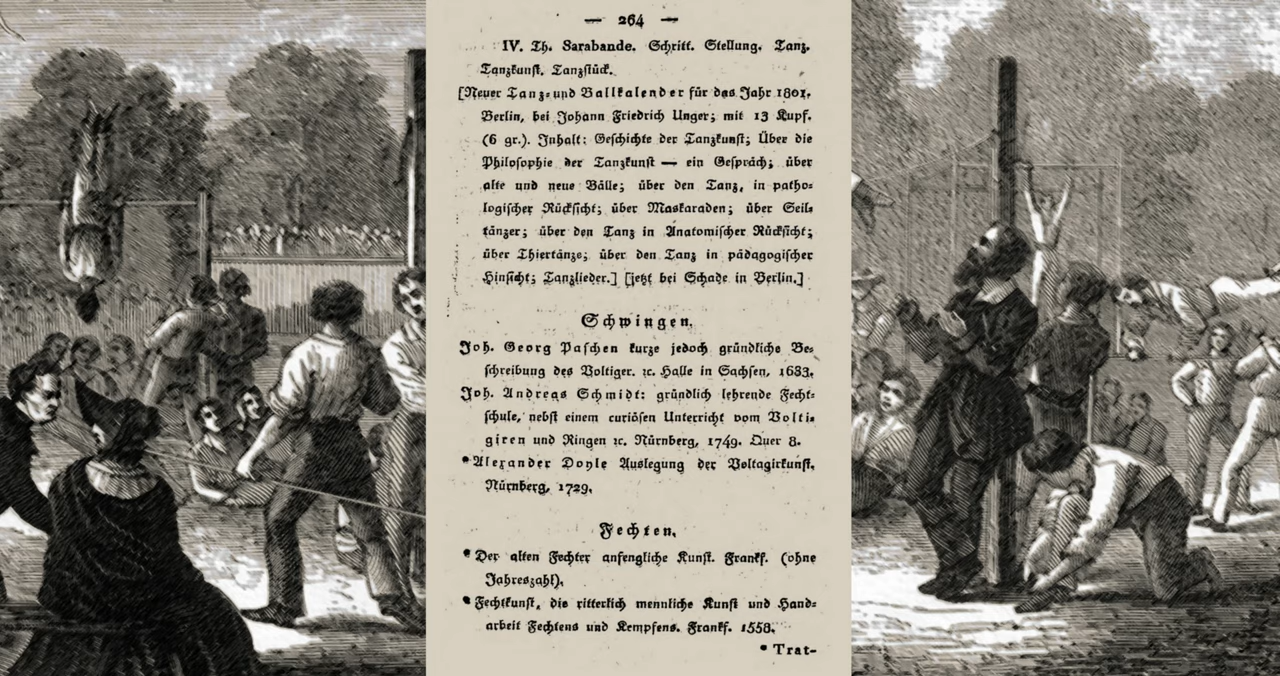 — 264 —
IV. Th. Sarabande. Schritt. Stellung. Tanz.
Tanzkunst. Tanzstück.
[Neuer Tanz- und Ballkalender für das Jahr 1801.
Berlin, bei Johann Friedrich Unger; mit 13 Kupf.
(6 gr.). Inhalt: Geschichte der Tanzkunst; Über die
Philosophie der Tanzkunst — ein Gespräch; über
alte und neue Bälle; über den Tanz, in patho-
logischer Rücksicht; über Maskaraden; über Seil-
tänzer; über den Tanz in Anatomischer Rücksicht;
über Thiertänze; über den Tanz in pädagogischer
Hinsicht; Tanzlieder.] [jetzt bei Schade in Berlin.]
Schwingen.
Joh. Georg Paschen kurze jedoch gründliche Be-
schreibung des Voltiger. ꝛc. Halle in Sachsen, 1683.
Joh. Andreas Schmidt: gründlich lehrende Fecht-
schule, nebst einem curiösen Unterricht vom Volti-
giren und Ringen ꝛc. Nürnberg, 1749. Quer 8.
*Alexander Doyle Auslegung der Voltagirkunst.
Nürnberg, 1729.
Fechten.
*Der alten Fechter anfengliche Kunst. Frankf. (ohne
Jahreszahl).
*Fechtkunst, die ritterlich mennliche Kunst und Hand-
arbeit Fechtens und Kempfens. Frankf. 1558.
*Trat-